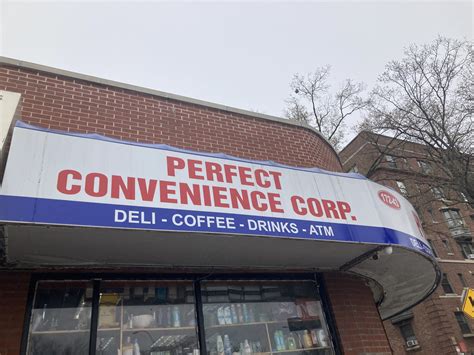 PERFECT
CONVENIENCE CORP.
DELI - COFFEE - DRINKS - ATM